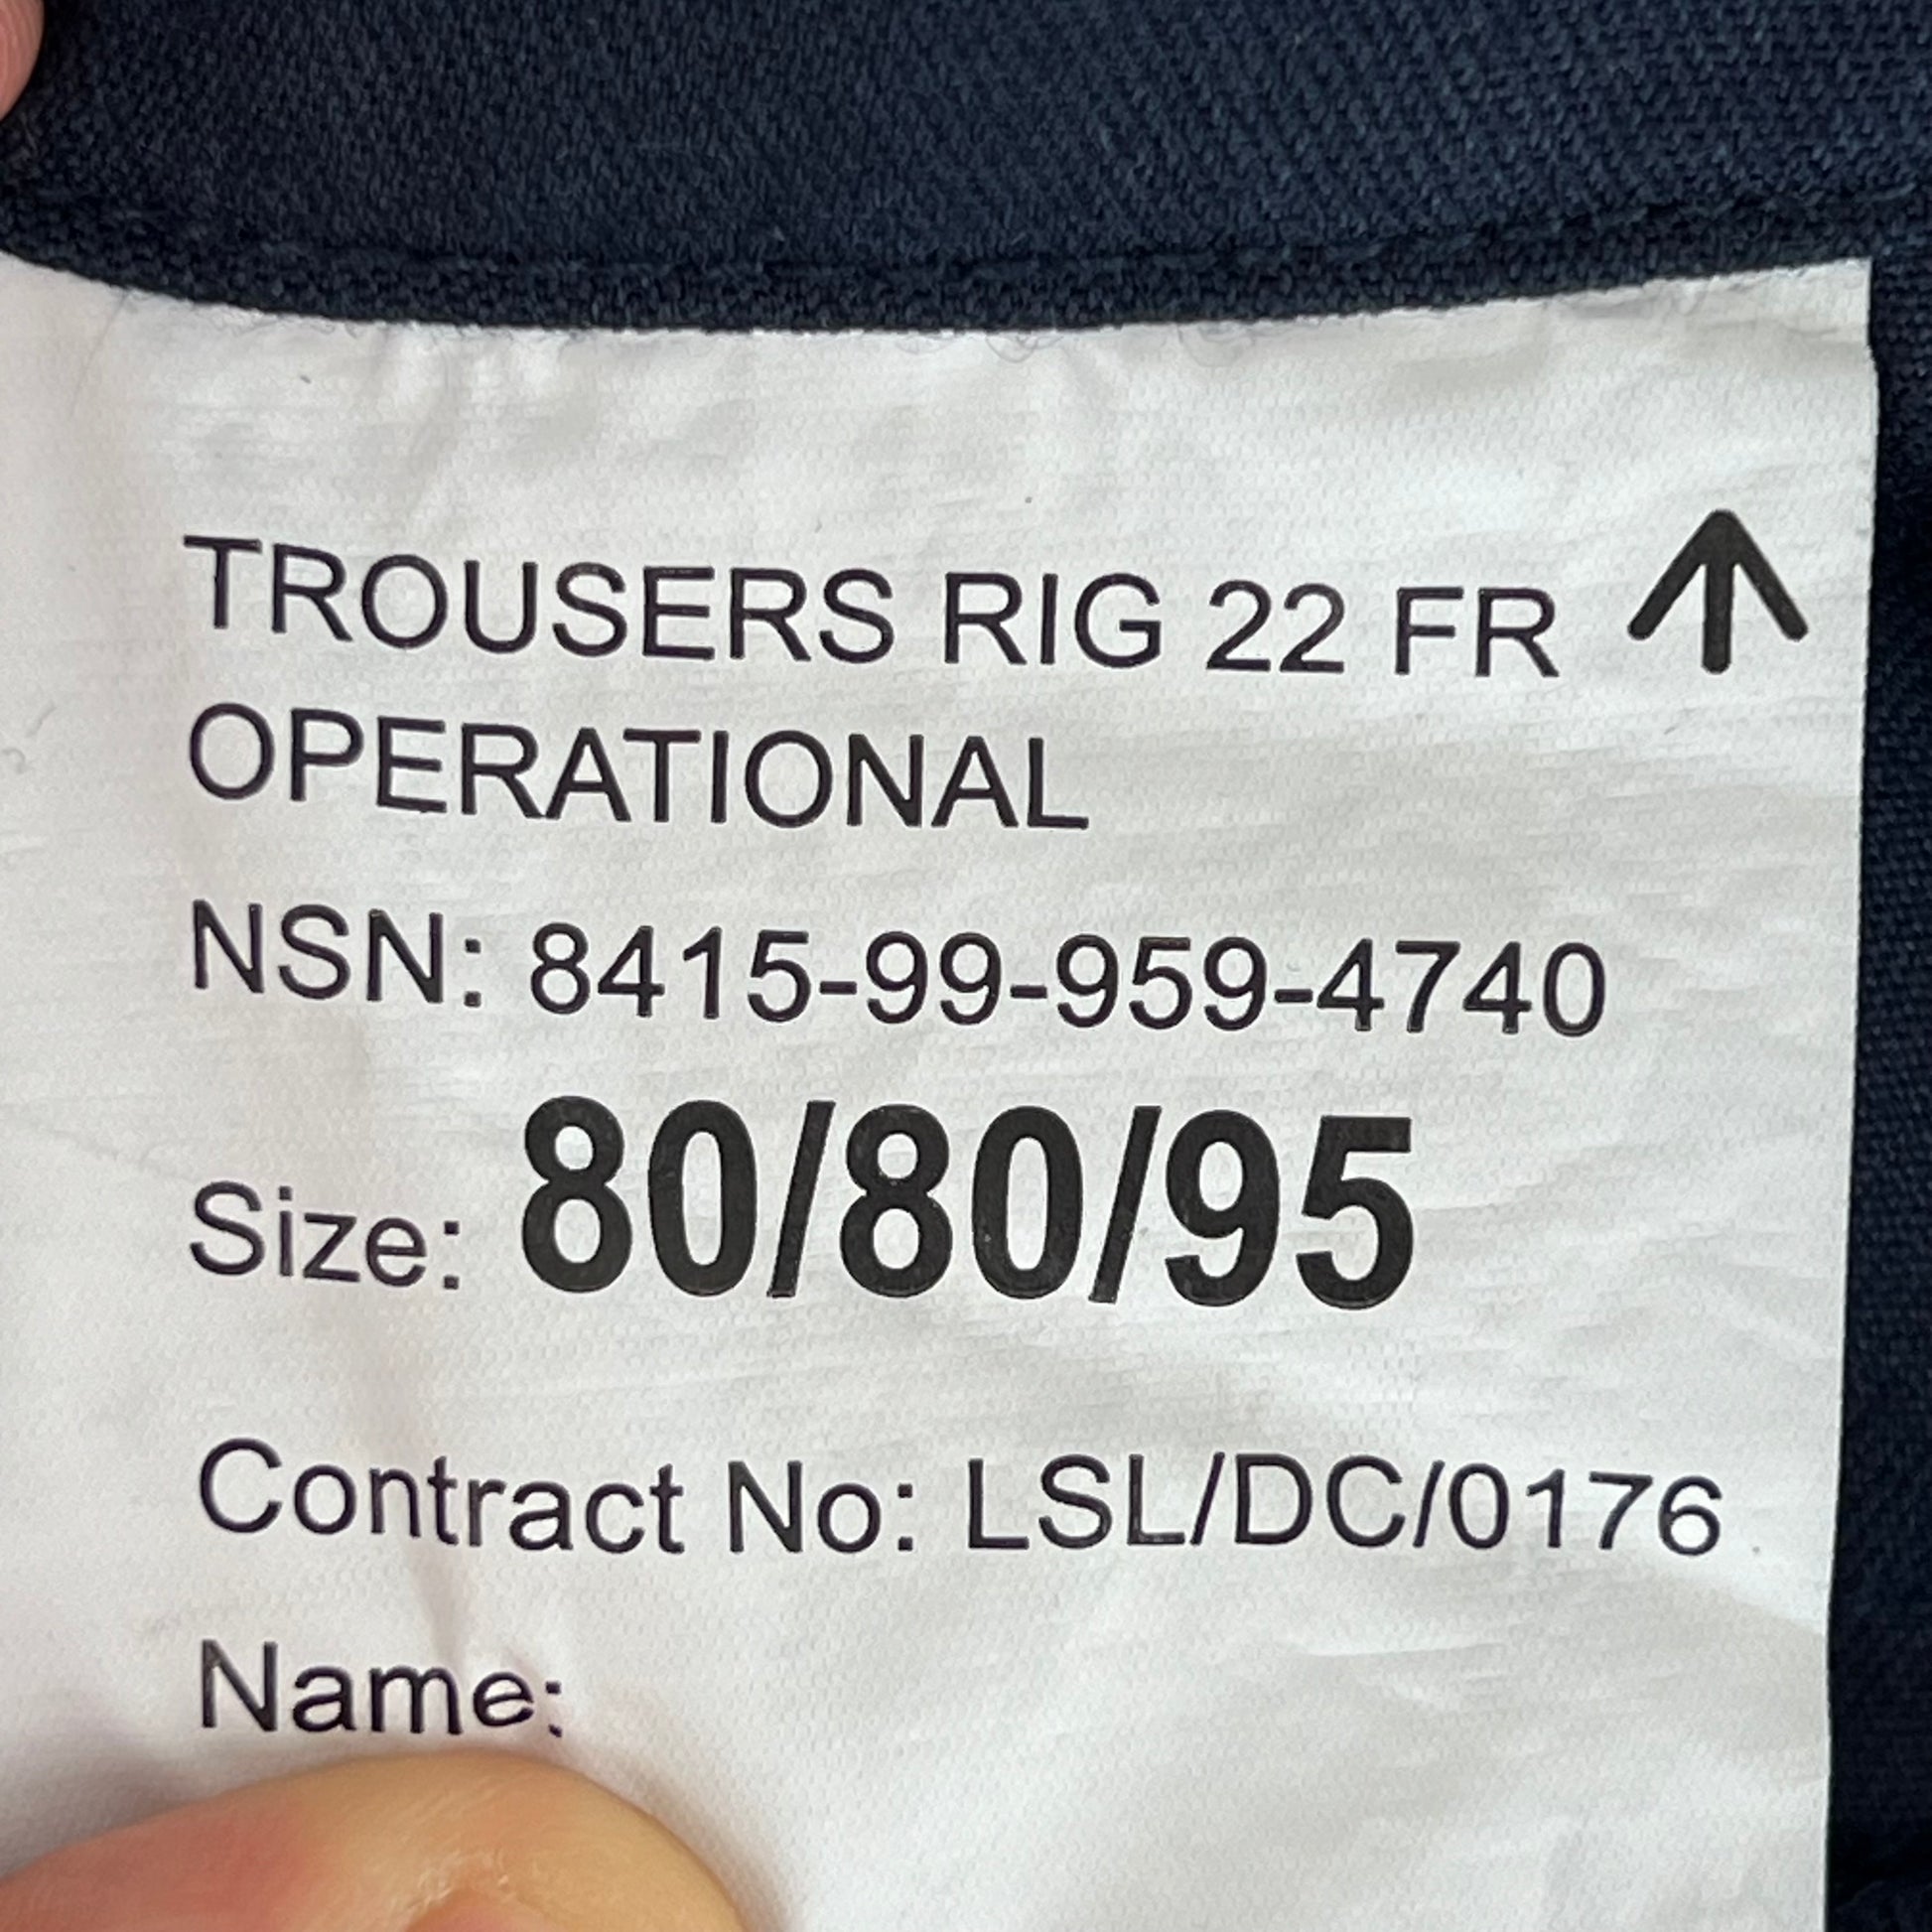 TROUSERS RIG 22 FR
OPERATIONAL
NSN: 8415-99-959-4740
Size: 80/80/95
Contract No: LSL/DC/0176
Name: